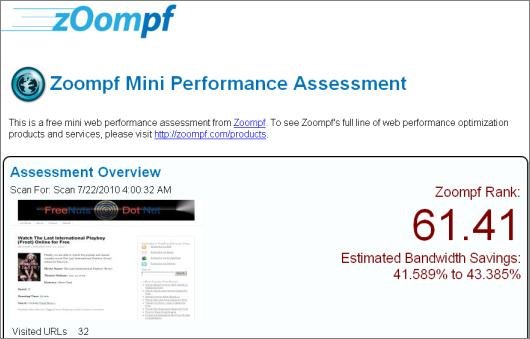 zOompf
Zoompf Mini Performance Assessment
This is a free mini web performance assessment from Zoompf. To see Zoompf's full line of web performance optimization
products and services, please visit http://zoompf.com/products.
Assessment Overview
Scan For: Scan 7/22/2010 4:00:32 AM
FreeNuts Dot Net
Watch The Last International Playboy
(Frost) Online for Free
Visited URLs 32
Zoompf Rank:
61.41
Estimated Bandwidth Savings:
41.589% to 43.385%